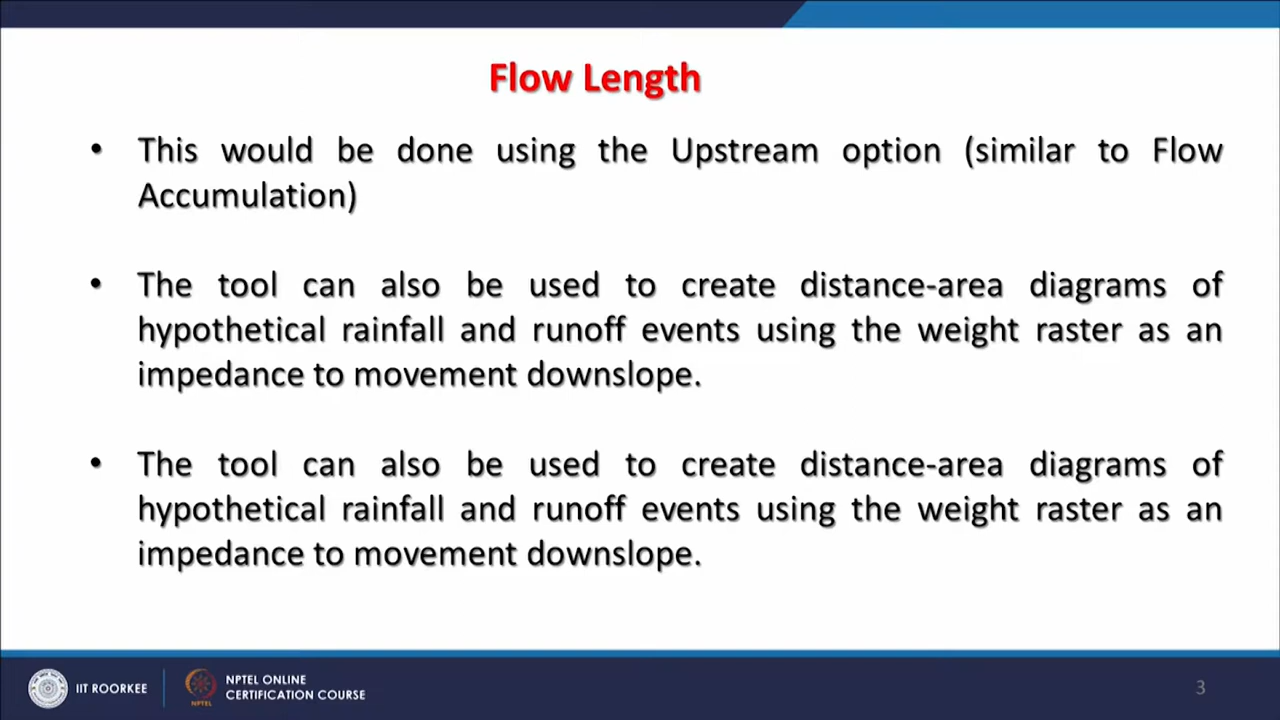 Flow Length
• This would be done using the Upstream option (similar to Flow
Accumulation)
• The tool can also be used to create distance-area diagrams of
hypothetical rainfall and runoff events using the weight raster as an
impedance to movement downslope.
• The tool can also be used to create distance-area diagrams of
hypothetical rainfall and runoff events using the weight raster as an
impedance to movement downslope.
IIT ROORKEE
NPTEL
NPTEL ONLINE
CERTIFICATION COURSE
3